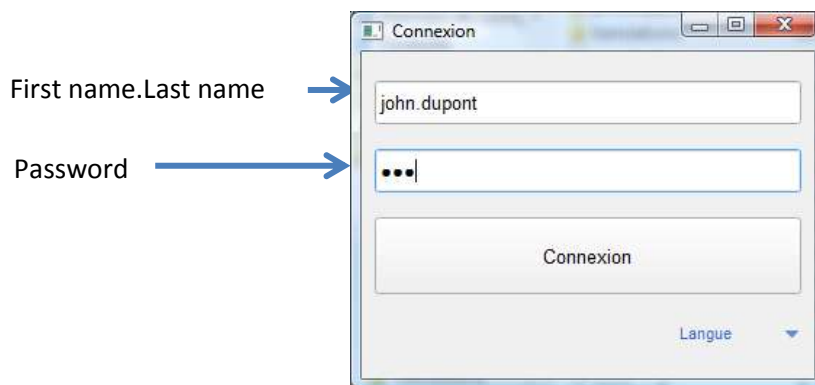 Connexion
First name.Last name
john.dupont
Password
●●●
Connexion
Langue